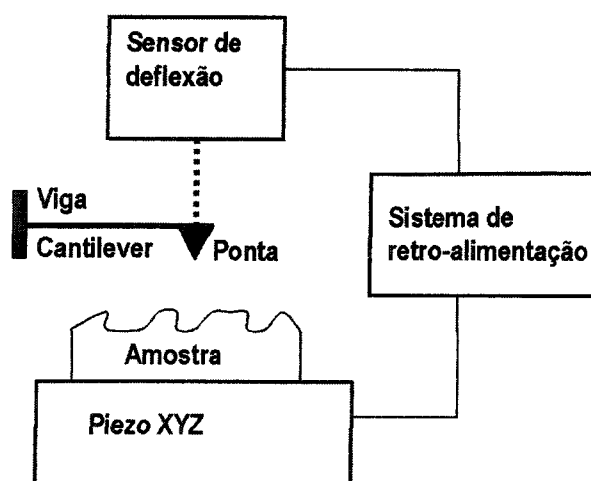 Sensor de
deflexão
Viga
Cantilever
Ponta
Sistema de
retro-alimentação
Amostra
Piezo XYZ